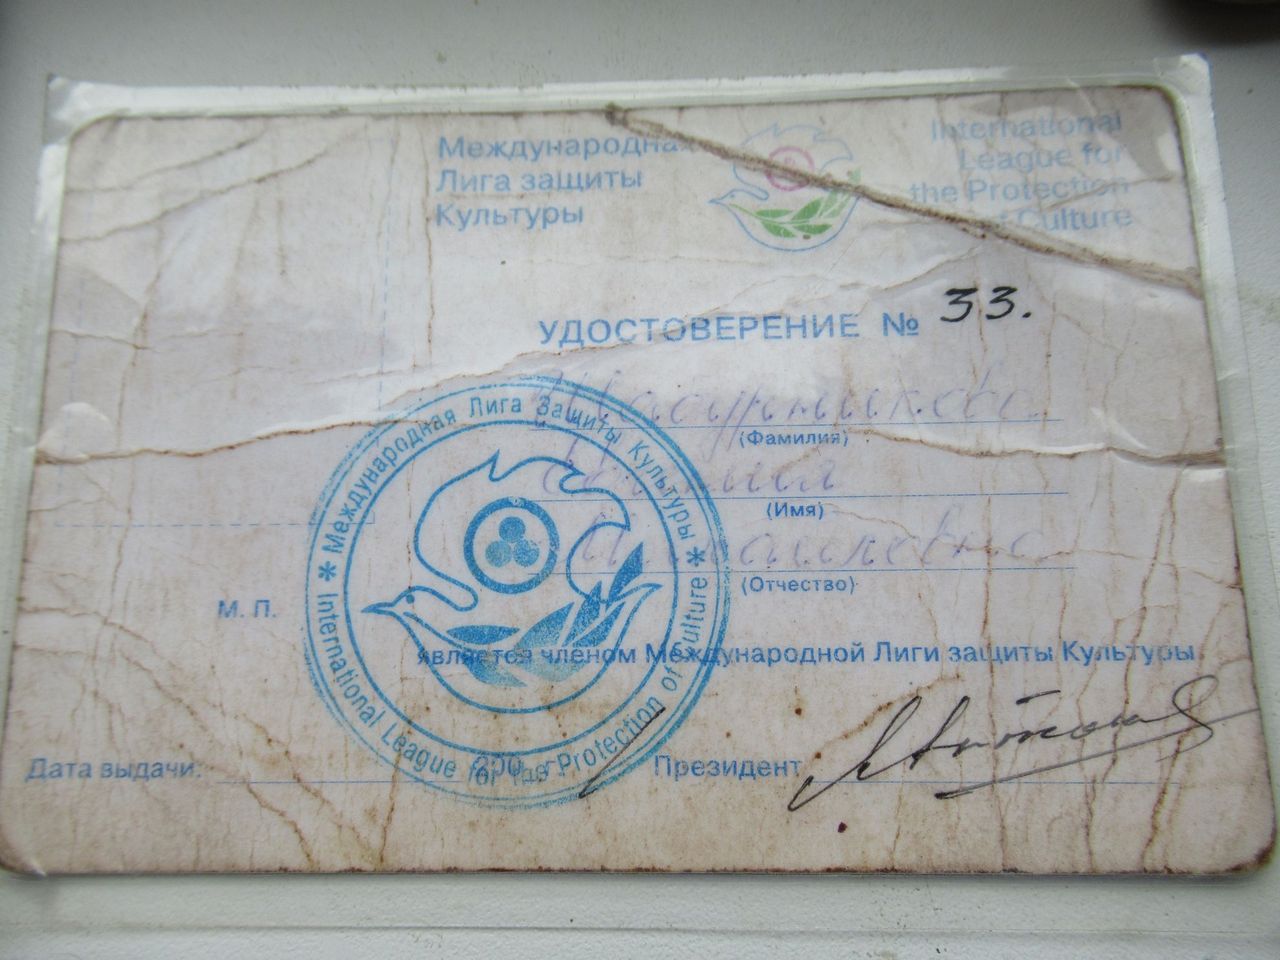 Международная
Лига защиты
Культуры
International
League for
the Protection
of Culture
УДОСТОВЕРЕНИЕ № 33.
(Фамилия)
(Имя)
(Отчество)
М. П.
является членом Международной Лиги защиты Культуры
Дата выдачи:
200
Президент
* Международная Лига Защиты Культуры *
International League for the Protection of Culture